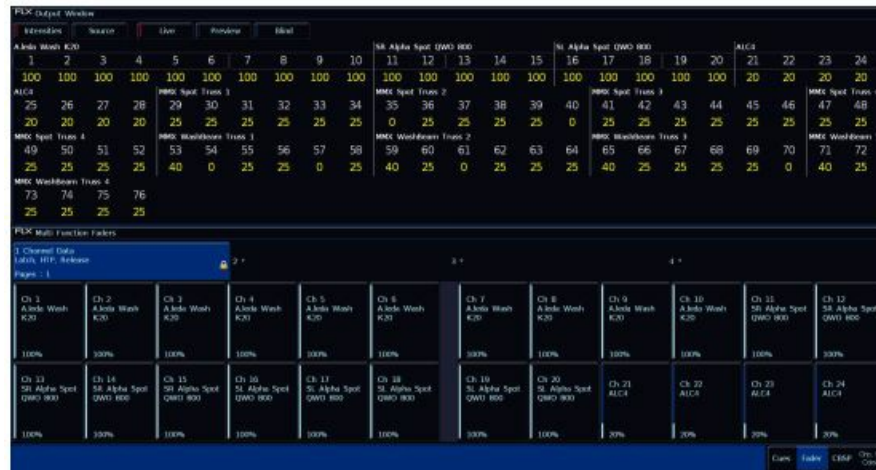 FLX Output Window
Intensities Source Live Preview Blind
A.leda Wash K20 SR Alpha Spot QWO 800 SL Alpha Spot QWO 800 ALC4
1 2 3 4 5 6 7 8 9 10 11 12 13 14 15 16 17 18 19 20 21 22 23 24
100 100 100 100 100 100 100 100 100 100 100 100 100 100 100 100 100 100 100 100 20 20 20 20
ALC4 MMX Spot Truss 1 MMX Spot Truss 2 MMX Spot Truss 3 MMX Spot Truss
25 26 27 28 29 30 31 32 33 34 35 36 37 38 39 40 41 42 43 44 45 46 47 48
20 20 20 20 25 25 25 25 25 25 0 25 25 25 25 0 25 25 25 25 25 25 25 25
MMX Spot Truss 4 MMX WashBeam Truss 1 MMX WashBeam Truss 2 MMX WashBeam Truss 3 MMX WashBeam
49 50 51 52 53 54 55 56 57 58 59 60 61 62 63 64 65 66 67 68 69 70 71 72
25 25 25 25 40 0 25 25 0 25 40 25 0 25 25 25 40 0 25 25 25 0 40 25
MMX WashBeam Truss 4
73 74 75 76
25 25 25 25
FLX Multi Function Faders
1 Channel Data
Latch, HTP, Release
Pages : 1
2 * 3 * 4 *
Ch 1 Ch 2 Ch 3 Ch 4 Ch 5 Ch 6 Ch 7 Ch 8 Ch 9 Ch 10 Ch 11 Ch 12
A.leda Wash A.leda Wash A.leda Wash A.leda Wash A.leda Wash A.leda Wash A.leda Wash A.leda Wash A.leda Wash A.leda Wash SR Alpha Spot SR Alpha Spot
K20 K20 K20 K20 K20 K20 K20 K20 K20 K20 QWO 800 QWO 800
100% 100% 100% 100% 100% 100% 100% 100% 100% 100% 100% 100%
Ch 13 Ch 14 Ch 15 Ch 16 Ch 17 Ch 18 Ch 19 Ch 20 Ch 21 Ch 22 Ch 23 Ch 24
SR Alpha Spot SR Alpha Spot SR Alpha Spot SL Alpha Spot SL Alpha Spot SL Alpha Spot SL Alpha Spot SL Alpha Spot ALC4 ALC4 ALC4 ALC4
QWO 800 QWO 800 QWO 800 QWO 800 QWO 800 QWO 800 QWO 800 QWO 800
100% 100% 100% 100% 100% 100% 100% 100% 20% 20% 20% 20%
Cues Fader CBSP